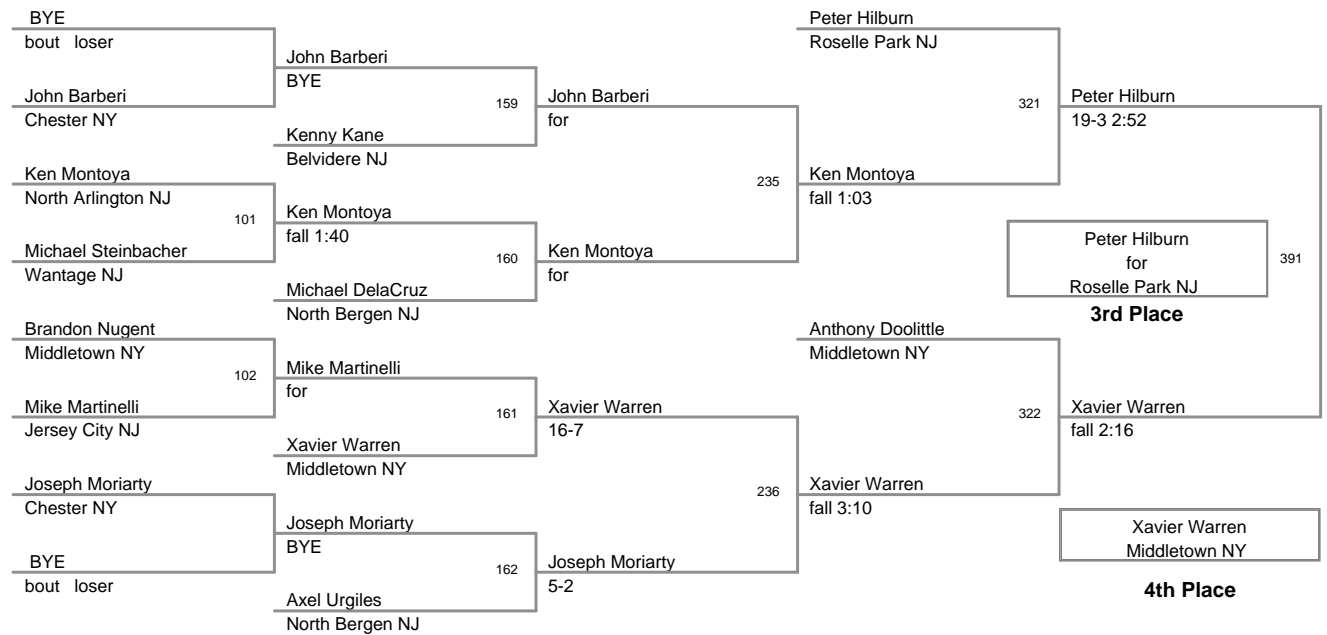 BYE
bout loser
John Barberi
Chester NY
Ken Montoya
North Arlington NJ
101
Michael Steinbacher
Wantage NJ
Brandon Nugent
Middletown NY
102
Mike Martinelli
Jersey City NJ
Joseph Moriarty
Chester NY
BYE
bout loser
John Barberi
BYE
159
Kenny Kane
Belvidere NJ
Ken Montoya
fall 1:40
160
Michael DelaCruz
North Bergen NJ
Mike Martinelli
for
161
Xavier Warren
Middletown NY
Joseph Moriarty
BYE
162
Axel Urgiles
North Bergen NJ
John Barberi
for
235
Ken Montoya
for
Xavier Warren
16-7
236
Joseph Moriarty
5-2
Peter Hilburn
Roselle Park NJ
321
Ken Montoya
fall 1:03
Anthony Doolittle
Middletown NY
322
Xavier Warren
fall 3:10
Peter Hilburn
19-3 2:52
Peter Hilburn
for
Roselle Park NJ
391
3rd Place
Xavier Warren
fall 2:16
Xavier Warren
Middletown NY
4th Place